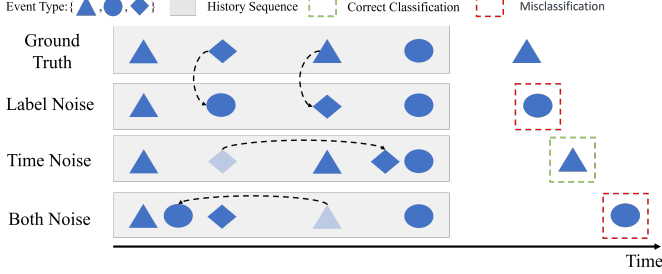 Event Type:{ , , } History Sequence Correct Classification Misclassification
Ground
Truth
Label Noise
Time Noise
Both Noise
Time